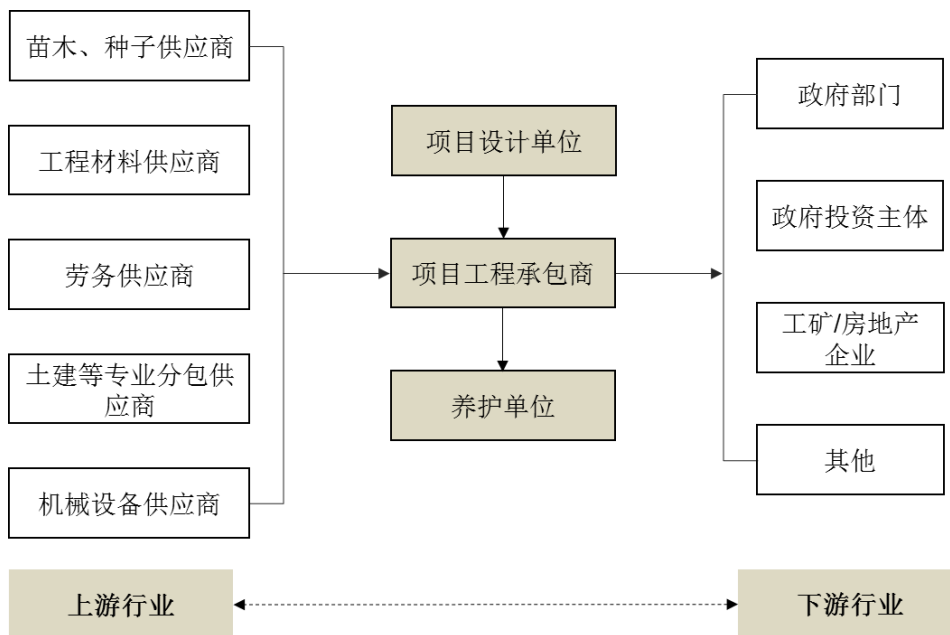 苗木、种子供应商
工程材料供应商
劳务供应商
土建等专业分包供
应商
机械设备供应商
项目设计单位
项目工程承包商
养护单位
政府部门
政府投资主体
工矿/房地产
企业
其他
上游行业
下游行业